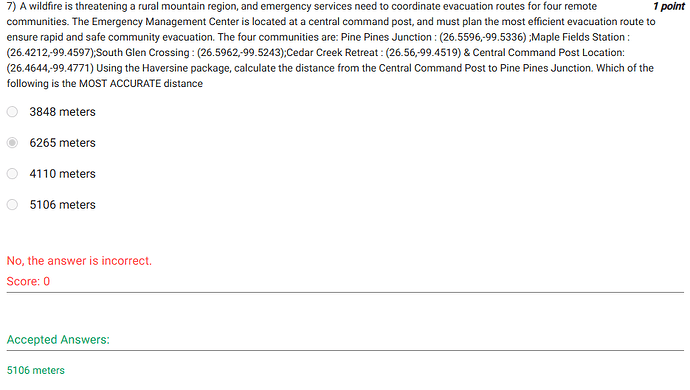 7) A wildfire is threatening a rural mountain region, and emergency services need to coordinate evacuation routes for four remote 1 point
communities. The Emergency Management Center is located at a central command post, and must plan the most efficient evacuation route to
ensure rapid and safe community evacuation. The four communities are: Pine Pines Junction : (26.5596,-99.5336) ;Maple Fields Station :
(26.4212,-99.4597);South Glen Crossing : (26.5962,-99.5243);Cedar Creek Retreat : (26.56,-99.4519) & Central Command Post Location:
(26.4644,-99.4771) Using the Haversine package, calculate the distance from the Central Command Post to Pine Pines Junction. Which of the
following is the MOST ACCURATE distance
3848 meters
6265 meters
4110 meters
5106 meters
No, the answer is incorrect.
Score: 0
Accepted Answers:
5106 meters